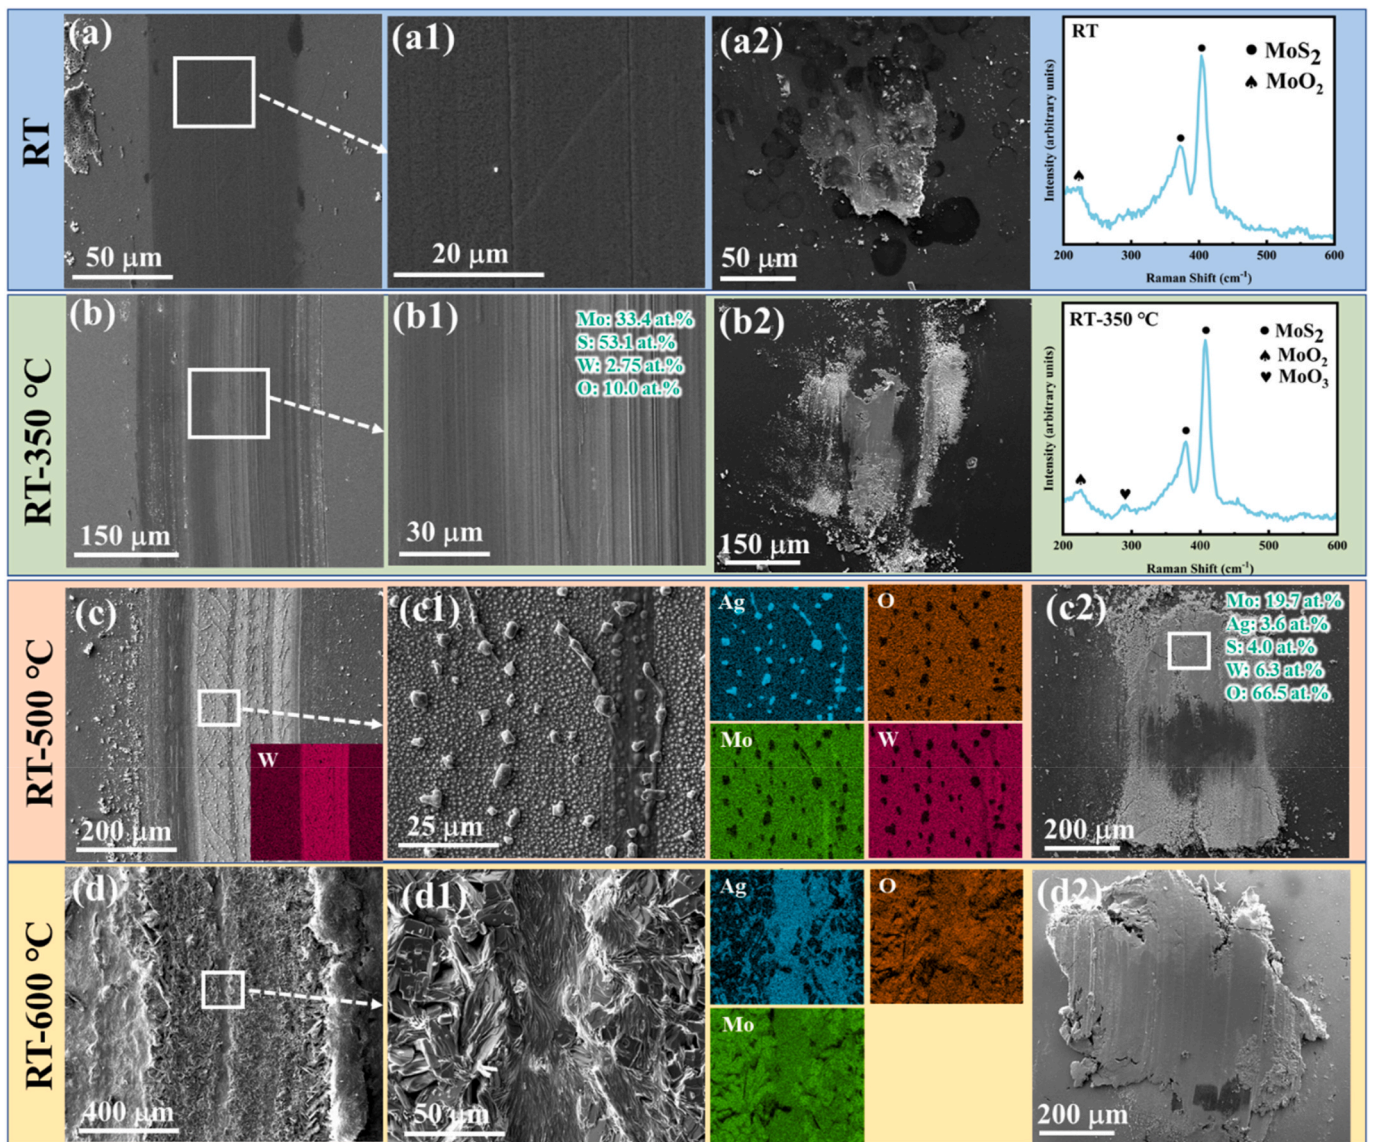 RT
(a)
50 μm
(a1)
20 μm
(a2)
50 μm
RT
● MoS2
♠ MoO2
Intensity (arbitrary units)
200 300 400 500 600
Raman Shift (cm-1)
RT-350 °C
(b)
150 μm
(b1)
Mo: 33.4 at.%
S: 53.1 at.%
W: 2.75 at.%
O: 10.0 at.%
30 μm
(b2)
150 μm
RT-350 °C
● MoS2
♠ MoO2
♥ MoO3
Intensity (arbitrary units)
200 300 400 500 600
Raman Shift (cm-1)
RT-500 °C
(c)
W
200 μm
(c1)
25 μm
Ag
O
Mo
W
(c2)
Mo: 19.7 at.%
Ag: 3.6 at.%
S: 4.0 at.%
W: 6.3 at.%
O: 66.5 at.%
200 μm
RT-600 °C
(d)
400 μm
(d1)
50 μm
Ag
O
Mo
(d2)
200 μm